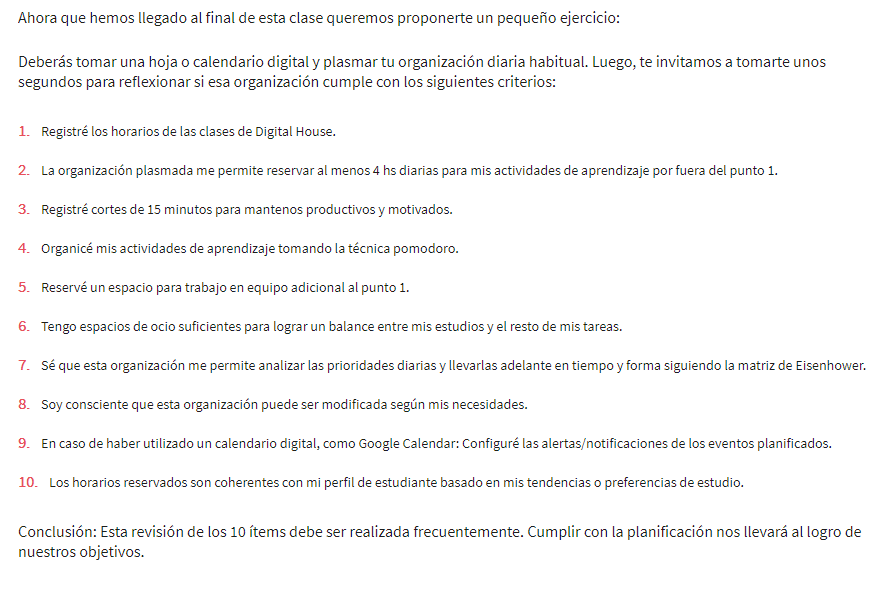 Ahora que hemos llegado al final de esta clase queremos proponerte un pequeño ejercicio:
Deberás tomar una hoja o calendario digital y plasmar tu organización diaria habitual. Luego, te invitamos a tomarte unos
segundos para reflexionar si esa organización cumple con los siguientes criterios:
1. Registré los horarios de las clases de Digital House.
2. La organización plasmada me permite reservar al menos 4 hs diarias para mis actividades de aprendizaje por fuera del punto 1.
3. Registré cortes de 15 minutos para mantenos productivos y motivados.
4. Organicé mis actividades de aprendizaje tomando la técnica pomodoro.
5. Reservé un espacio para trabajo en equipo adicional al punto 1.
6. Tengo espacios de ocio suficientes para lograr un balance entre mis estudios y el resto de mis tareas.
7. Sé que esta organización me permite analizar las prioridades diarias y llevarlas adelante en tiempo y forma siguiendo la matriz de Eisenhower.
8. Soy consciente que esta organización puede ser modificada según mis necesidades.
9. En caso de haber utilizado un calendario digital, como Google Calendar: Configuré las alertas/notificaciones de los eventos planificados.
10. Los horarios reservados son coherentes con mi perfil de estudiante basado en mis tendencias o preferencias de estudio.
Conclusión: Esta revisión de los 10 ítems debe ser realizada frecuentemente. Cumplir con la planificación nos llevará al logro de
nuestros objetivos.